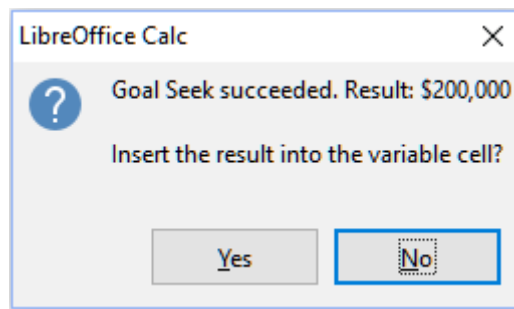 LibreOffice Calc
Goal Seek succeeded. Result: $200,000
Insert the result into the variable cell?
Yes
No